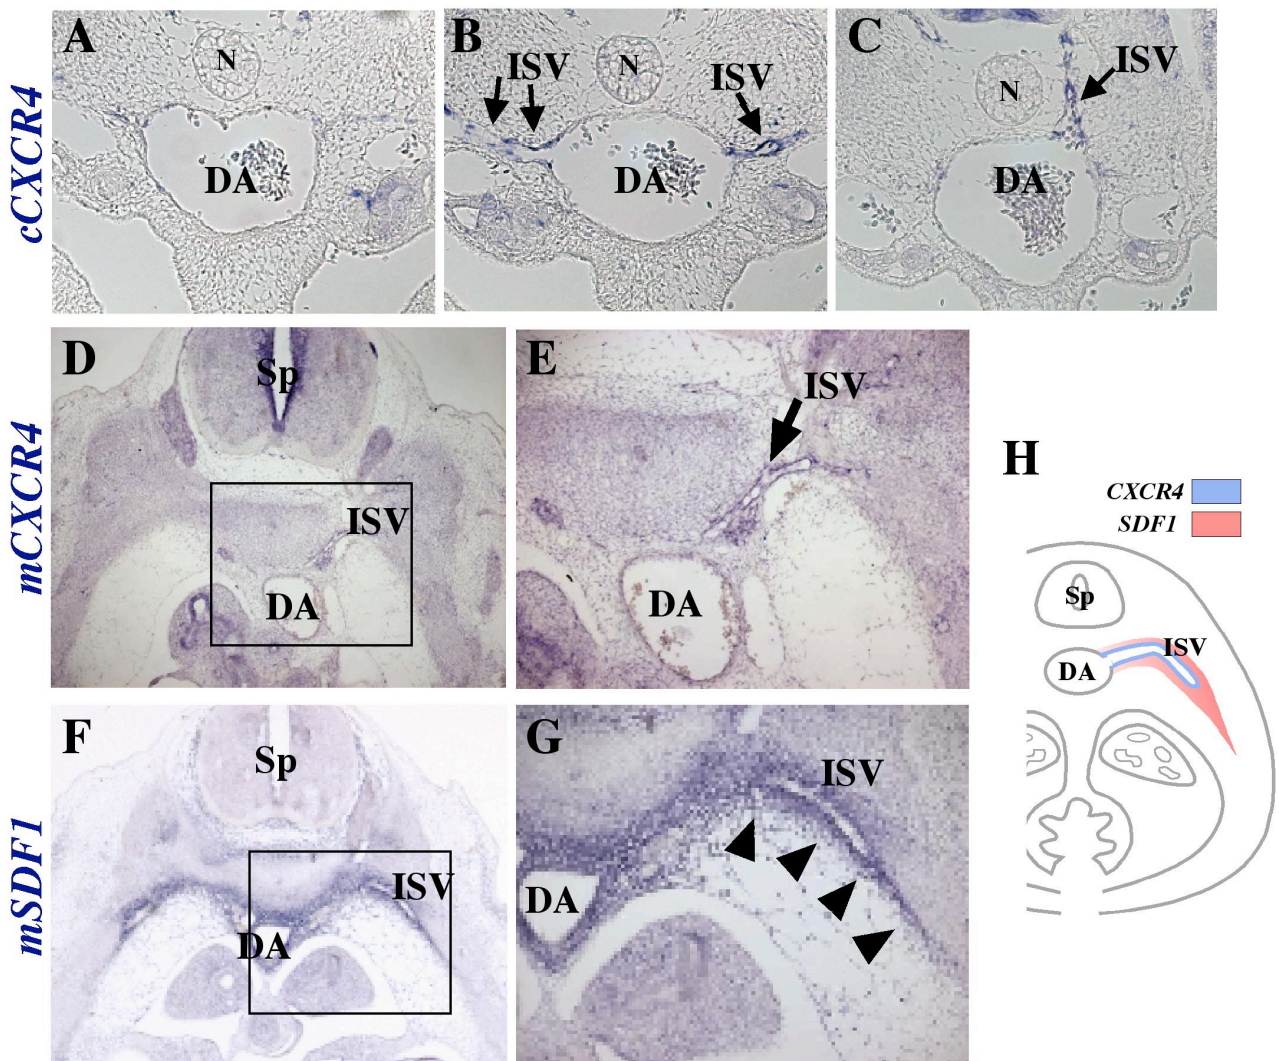 cCXCR4
A
N
DA
B
ISV
N
ISV
DA
C
N
ISV
DA
mCXCR4
D
Sp
ISV
DA
E
ISV
DA
mSDF1
F
Sp
ISV
DA
G
ISV
DA
H
CXCR4
SDF1
Sp
ISV
DA